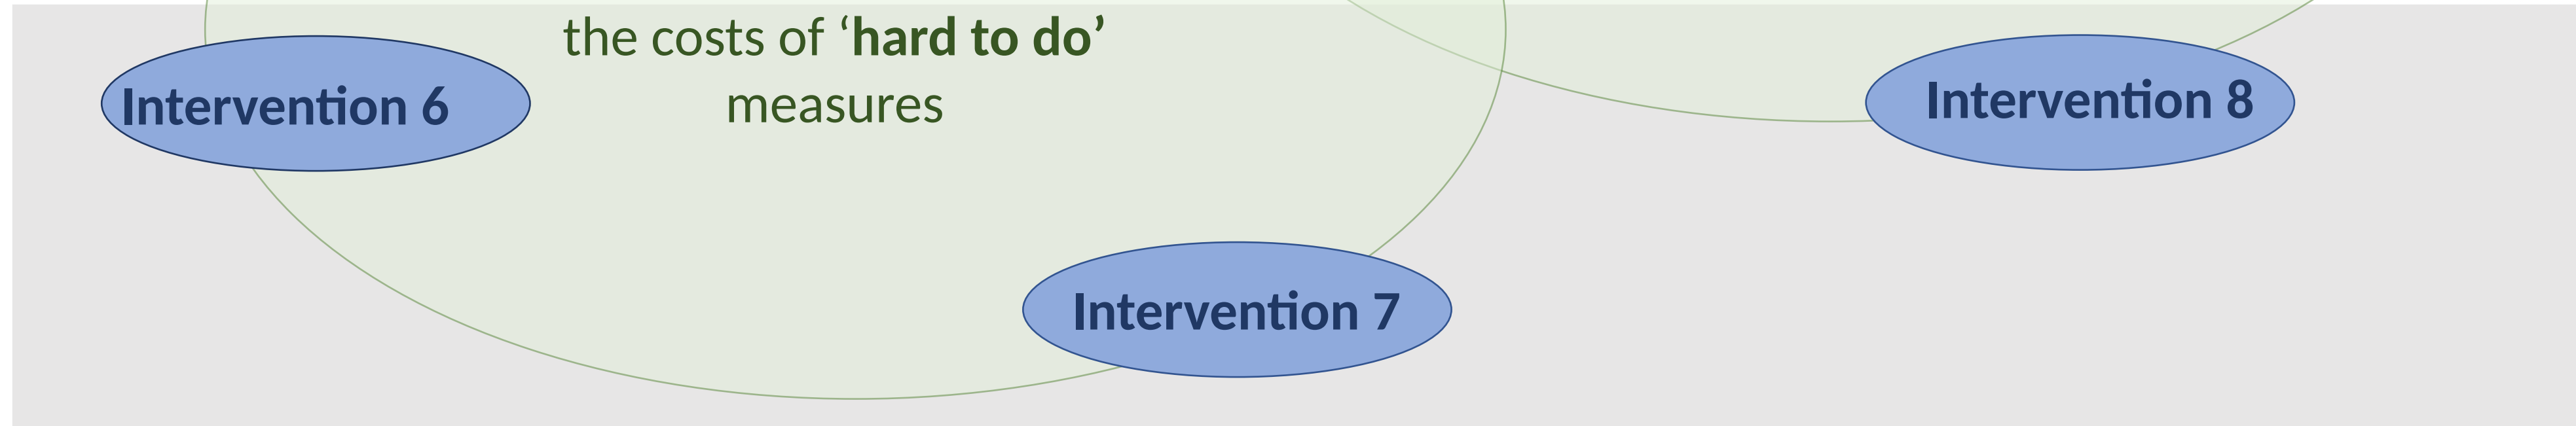 the costs of ‘hard to do’
measures
Intervention 6
Intervention 8
Intervention 7